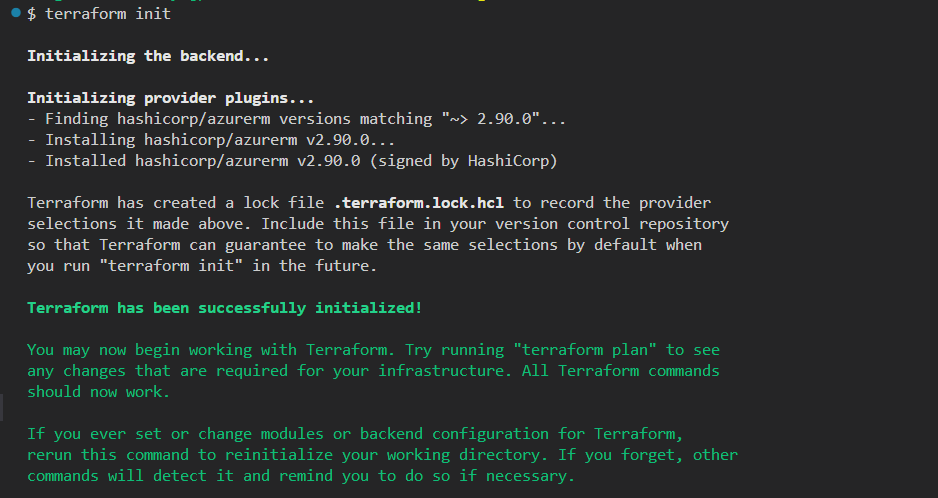 $ terraform init
Initializing the backend...
Initializing provider plugins...
- Finding hashicorp/azurerm versions matching "~> 2.90.0"...
- Installing hashicorp/azurerm v2.90.0...
- Installed hashicorp/azurerm v2.90.0 (signed by HashiCorp)
Terraform has created a lock file .terraform.lock.hcl to record the provider
selections it made above. Include this file in your version control repository
so that Terraform can guarantee to make the same selections by default when
you run "terraform init" in the future.
Terraform has been successfully initialized!
You may now begin working with Terraform. Try running "terraform plan" to see
any changes that are required for your infrastructure. All Terraform commands
should now work.
If you ever set or change modules or backend configuration for Terraform,
rerun this command to reinitialize your working directory. If you forget, other
commands will detect it and remind you to do so if necessary.